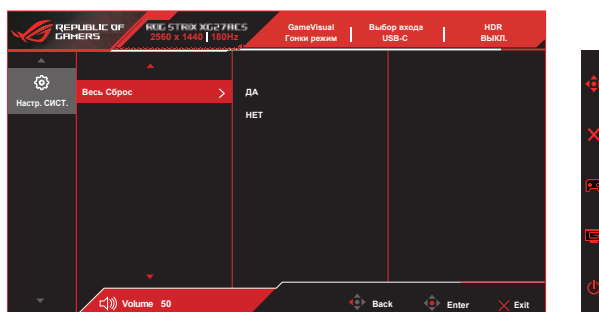 REPUBLIC OF
GAMERS
ROG STRIX XG27ACS
2560 x 1440 180Hz
GameVisual
Гонки режим
Выбор входа
USB-C
HDR
ВЫКЛ.
Настр. СИСТ.
Весь Сброс
ДА
НЕТ
Volume 50
Back
Enter
Exit